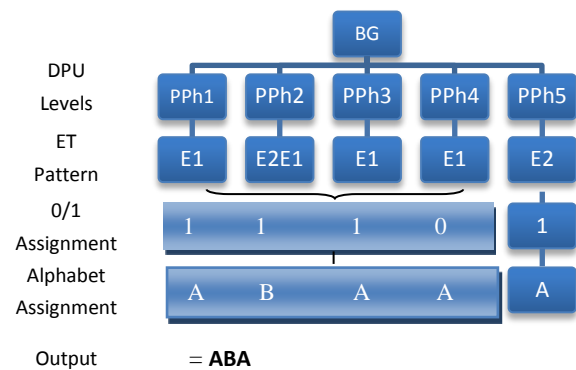 BG
DPU Levels
PPh1 PPh2 PPh3 PPh4 PPh5
ET Pattern
E1 E2E1 E1 E1 E2
0/1 Assignment
1 1 1 0 1
Alphabet Assignment
A B A A A
Output = ABA